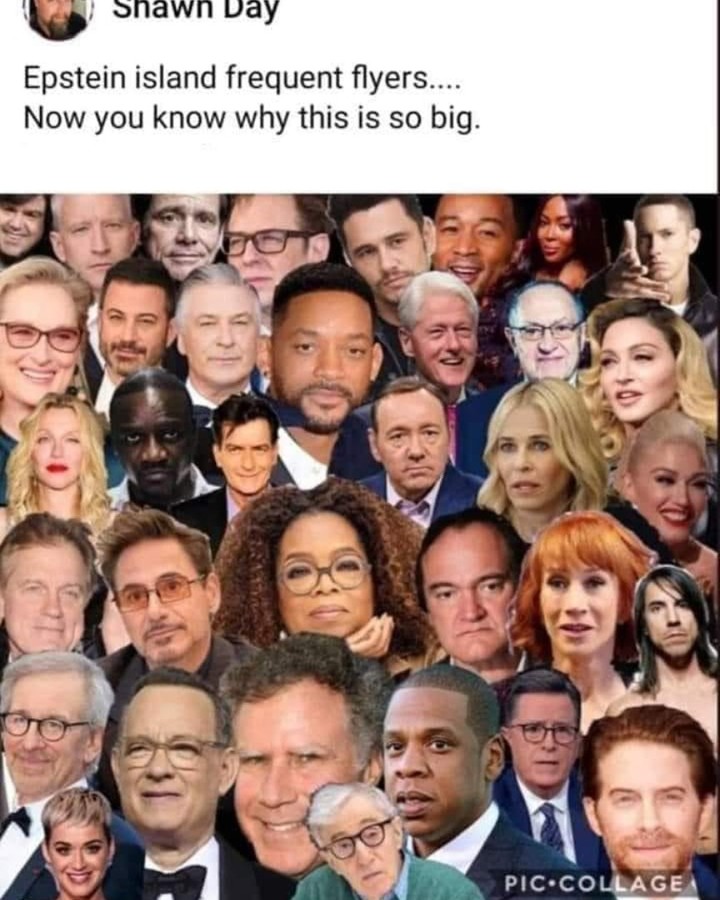 Shawn Day
Epstein island frequent flyers....
Now you know why this is so big.
PIC•COLLAGE